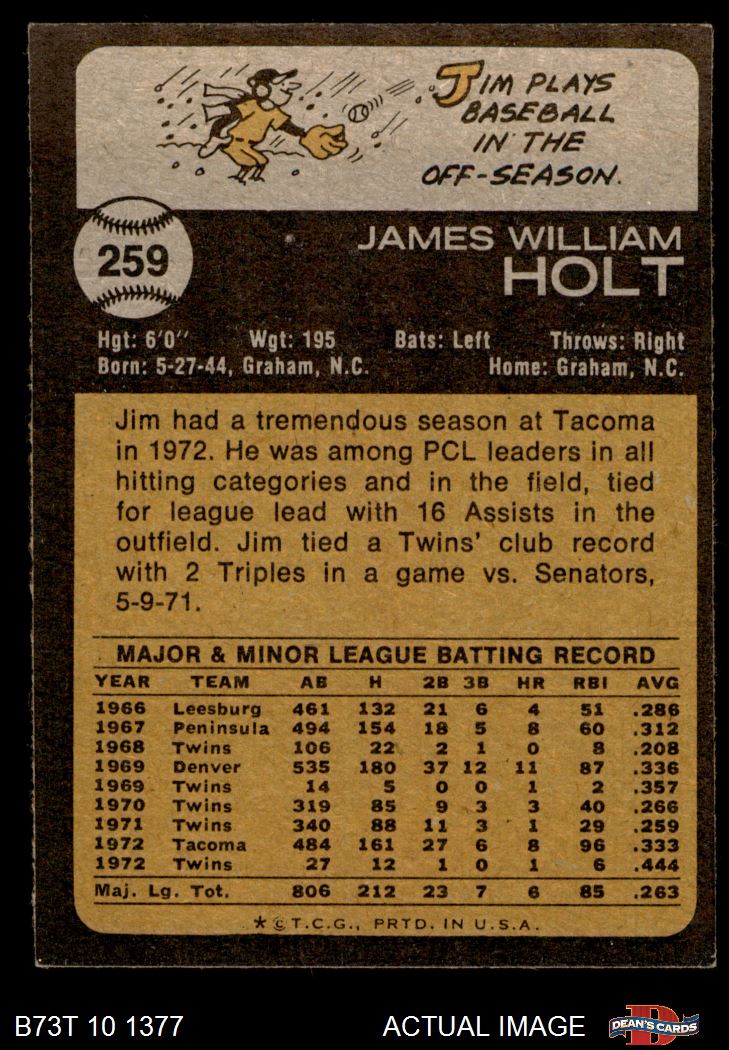 JIM PLAYS
BASEBALL
IN THE
OFF-SEASON.
259
JAMES WILLIAM
HOLT
Hgt: 6'0" Wgt: 195 Bats: Left Throws: Right
Born: 5-27-44, Graham, N.C. Home: Graham, N.C.
Jim had a tremendous season at Tacoma
in 1972. He was among PCL leaders in all
hitting categories and in the field, tied
for league lead with 16 Assists in the
outfield. Jim tied a Twins' club record
with 2 Triples in a game vs. Senators,
5-9-71.
MAJOR & MINOR LEAGUE BATTING RECORD
YEAR TEAM AB H 2B 3B HR RBI AVG
1966 Leesburg 461 132 21 6 4 51 .286
1967 Peninsula 494 154 18 5 8 60 .312
1968 Twins 106 22 2 1 0 8 .208
1969 Denver 535 180 37 12 11 87 .336
1969 Twins 14 5 0 0 1 2 .357
1970 Twins 319 85 9 3 3 40 .266
1971 Twins 340 88 11 3 1 29 .259
1972 Tacoma 484 161 27 6 8 96 .333
1972 Twins 27 12 1 0 1 6 .444
Maj. Lg. Tot. 806 212 23 7 6 85 .263
* © T.C.G., PRTD. IN U.S.A.
B73T 10 1377 ACTUAL IMAGE DEAN'S CARDS